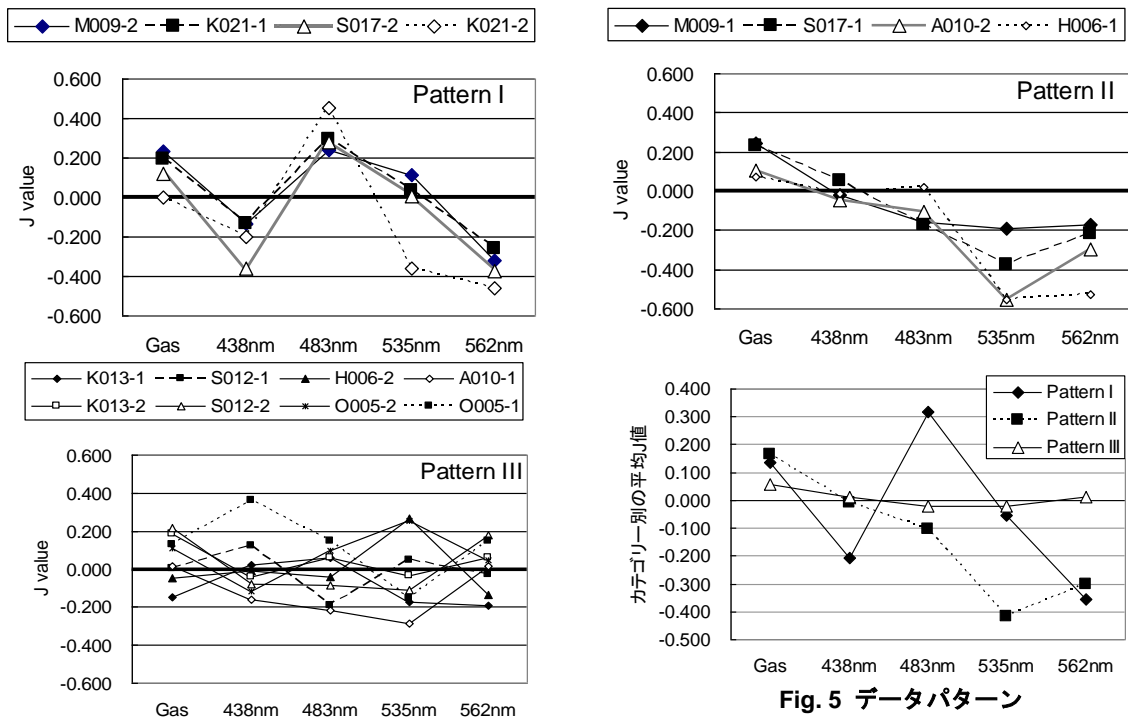 M009-2 K021-1 S017-2 K021-2
Pattern I
J value
0.600
0.400
0.200
0.000
-0.200
-0.400
-0.600
Gas 438nm 483nm 535nm 562nm
M009-1 S017-1 A010-2 H006-1
Pattern II
J value
0.600
0.400
0.200
0.000
-0.200
-0.400
-0.600
Gas 438nm 483nm 535nm 562nm
K013-1 S012-1 H006-2 A010-1
K013-2 S012-2 O005-2 O005-1
Pattern III
J value
0.600
0.400
0.200
0.000
-0.200
-0.400
-0.600
Gas 438nm 483nm 535nm 562nm
Pattern I
Pattern II
Pattern III
カテゴリー別の平均J値
0.400
0.300
0.200
0.100
0.000
-0.100
-0.200
-0.300
-0.400
-0.500
Gas 438nm 483nm 535nm 562nm
Fig. 5 データパターン